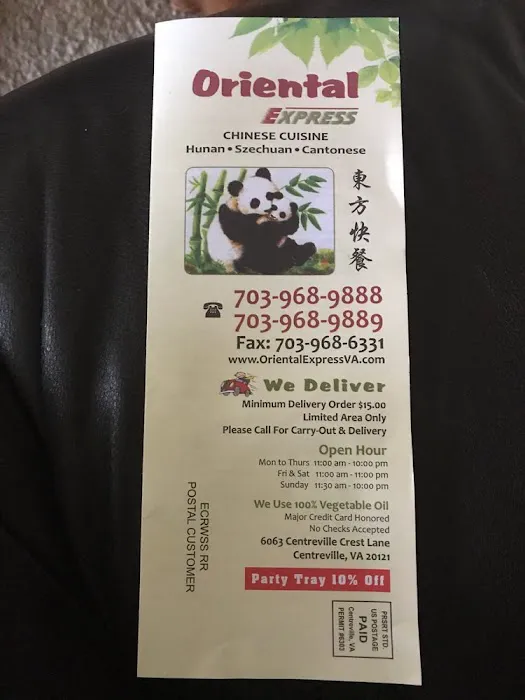 Oriental
EXPRESS
CHINESE CUISINE
Hunan • Szechuan • Cantonese
東方快餐
703-968-9888
703-968-9889
Fax: 703-968-6331
www.OrientalExpressVA.com
We Deliver
Minimum Delivery Order $15.00
Limited Area Only
Please Call For Carry-Out & Delivery
Open Hour
Mon to Thurs 11:00 am - 10:00 pm
Fri & Sat 11:00 am - 11:00 pm
Sunday 11:30 am - 10:00 pm
We Use 100% Vegetable Oil
Major Credit Card Honored
No Checks Accepted
6063 Centreville Crest Lane
Centreville, VA 20121
Party Tray 10% Off
ECRWSS RR
POSTAL CUSTOMER
PRSRT STD.
US POSTAGE
PAID
Centreville, VA
PERMIT #6303